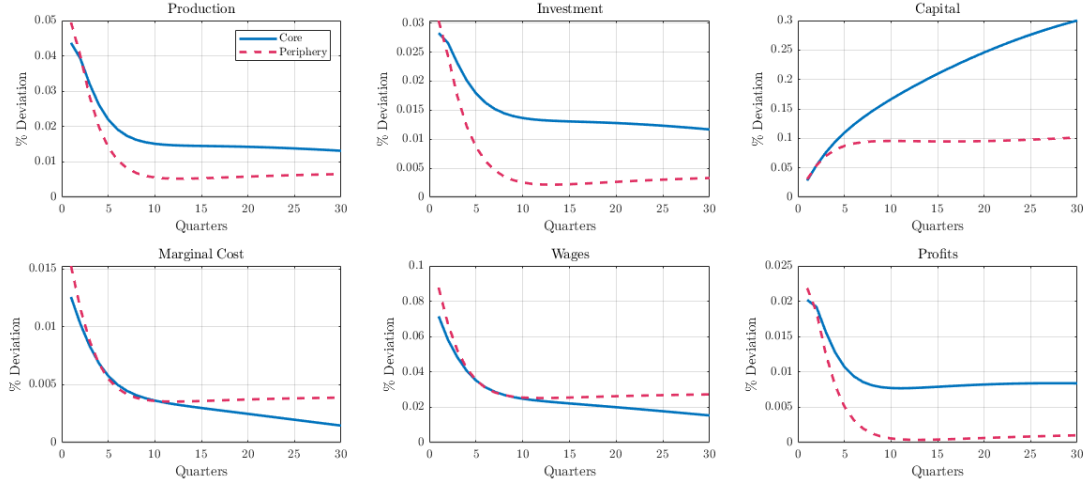 Production
% Deviation
0.05
0.04
0.03
0.02
0.01
0
Core
Periphery
0 5 10 15 20 25 30
Quarters
Investment
% Deviation
0.03
0.025
0.02
0.015
0.01
0.005
0
0 5 10 15 20 25 30
Quarters
Capital
% Deviation
0.3
0.25
0.2
0.15
0.1
0.05
0
0 5 10 15 20 25 30
Quarters
Marginal Cost
% Deviation
0.015
0.01
0.005
0
0 5 10 15 20 25 30
Quarters
Wages
% Deviation
0.1
0.08
0.06
0.04
0.02
0
0 5 10 15 20 25 30
Quarters
Profits
% Deviation
0.025
0.02
0.015
0.01
0.005
0
0 5 10 15 20 25 30
Quarters